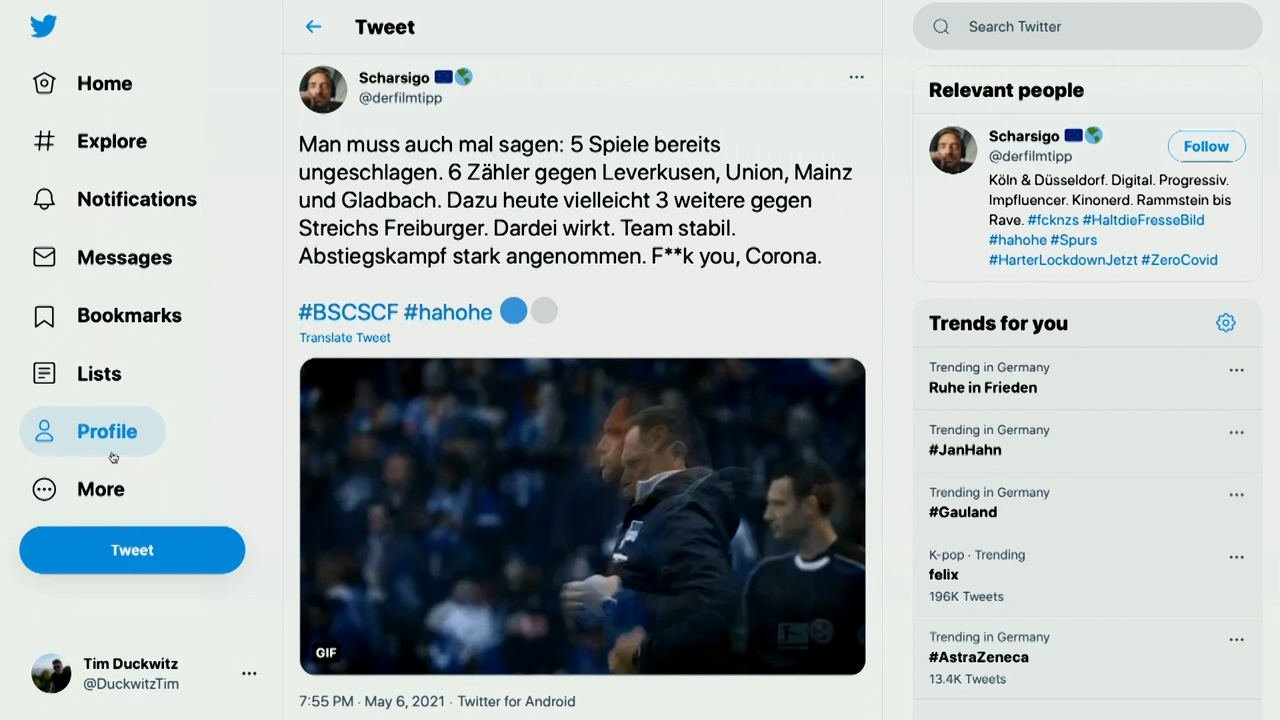 Home
Explore
Notifications
Messages
Bookmarks
Lists
Profile
More
Tweet
Tim Duckwitz
@DuckwitzTim
Tweet
Scharsigo
@derfilmtipp
Man muss auch mal sagen: 5 Spiele bereits
ungeschlagen. 6 Zähler gegen Leverkusen, Union, Mainz
und Gladbach. Dazu heute vielleicht 3 weitere gegen
Streichs Freiburger. Dardei wirkt. Team stabil.
Abstiegskampf stark angenommen. F**k you, Corona.
#BSCSCF #hahohe
Translate Tweet
GIF
7:55 PM · May 6, 2021 · Twitter for Android
Search Twitter
Relevant people
Scharsigo
@derfilmtipp
Follow
Köln & Düsseldorf. Digital. Progressiv.
Impfluencer. Kinonerd. Rammstein bis
Rave. #fcknzs #HaltdieFresseBild
#hahohe #Spurs
#HarterLockdownJetzt #ZeroCovid
Trends for you
Trending in Germany
Ruhe in Frieden
Trending in Germany
#JanHahn
Trending in Germany
#Gauland
K-pop · Trending
felix
196K Tweets
Trending in Germany
#AstraZeneca
13.4K Tweets